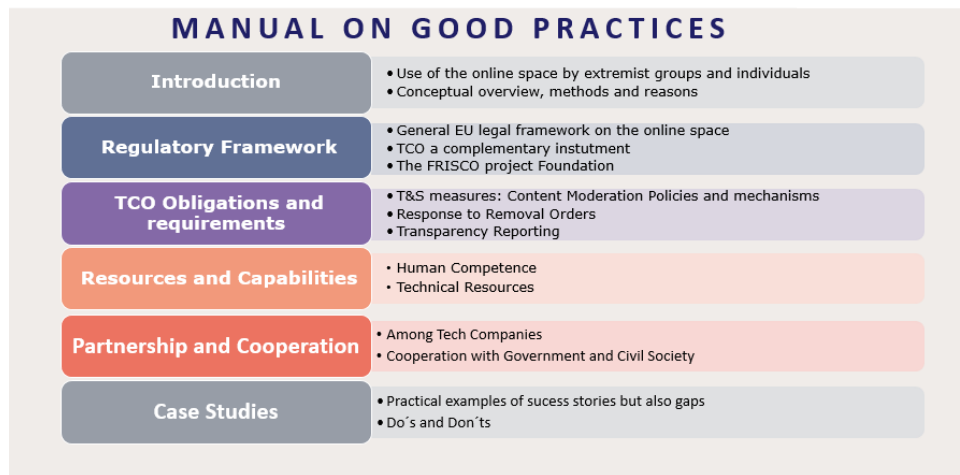 MANUAL ON GOOD PRACTICES
Introduction
• Use of the online space by extremist groups and individuals
• Conceptual overview, methods and reasons
Regulatory Framework
• General EU legal framework on the online space
• TCO a complementary instutment
• The FRISCO project Foundation
TCO Obligations and
requirements
• T&S measures: Content Moderation Policies and mechanisms
• Response to Removal Orders
• Transparency Reporting
Resources and Capabilities
• Human Competence
• Technical Resources
Partnership and Cooperation
• Among Tech Companies
• Cooperation with Government and Civil Society
Case Studies
• Practical examples of sucess stories but also gaps
• Do´s and Don´ts